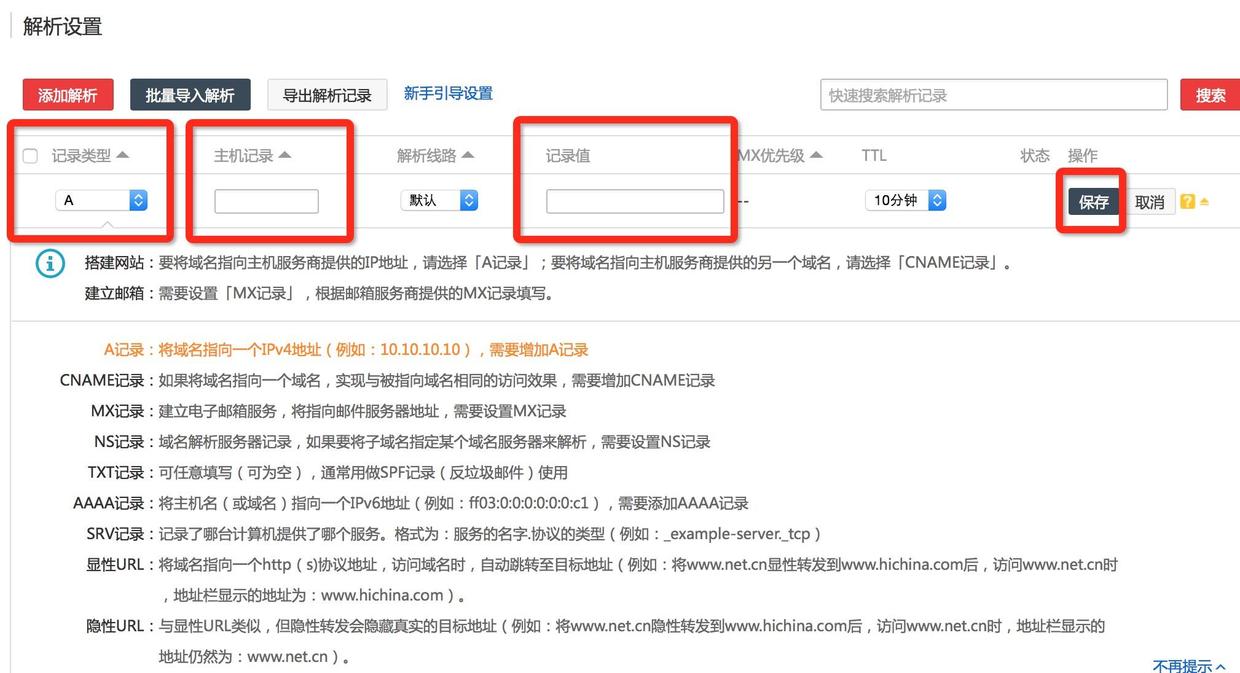 解析设置
添加解析 批量导入解析 导出解析记录 新手引导设置 快速搜索解析记录 搜索
记录类型 主机记录 解析线路 记录值 MX优先级 TTL 状态 操作
A 默认 -- 10分钟 保存 取消 ?
搭建网站：要将域名指向主机服务商提供的IP地址，请选择「A记录」；要将域名指向主机服务商提供的另一个域名，请选择「CNAME记录」。
建立邮箱：需要设置「MX记录」，根据邮箱服务商提供的MX记录填写。
A记录：将域名指向一个IPv4地址（例如：10.10.10.10），需要增加A记录
CNAME记录：如果将域名指向一个域名，实现与被指向域名相同的访问效果，需要增加CNAME记录
MX记录：建立电子邮箱服务，将指向邮件服务器地址，需要设置MX记录
NS记录：域名解析服务器记录，如果要将子域名指定某个域名服务器来解析，需要设置NS记录
TXT记录：可任意填写（可为空），通常用做SPF记录（反垃圾邮件）使用
AAAA记录：将主机名（或域名）指向一个IPv6地址（例如：ff03:0:0:0:0:0:0:c1），需要添加AAAA记录
SRV记录：记录了哪台计算机提供了哪个服务。格式为：服务的名字.协议的类型（例如：_example-server._tcp）
显性URL：将域名指向一个http（s)协议地址，访问域名时，自动跳转至目标地址（例如：将www.net.cn显性转发到www.hichina.com后，访问www.net.cn时
，地址栏显示的地址为：www.hichina.com）。
隐性URL：与显性URL类似，但隐性转发会隐藏真实的目标地址（例如：将www.net.cn隐性转发到www.hichina.com后，访问www.net.cn时，地址栏显示的
地址仍然为：www.net.cn）。
不再提示